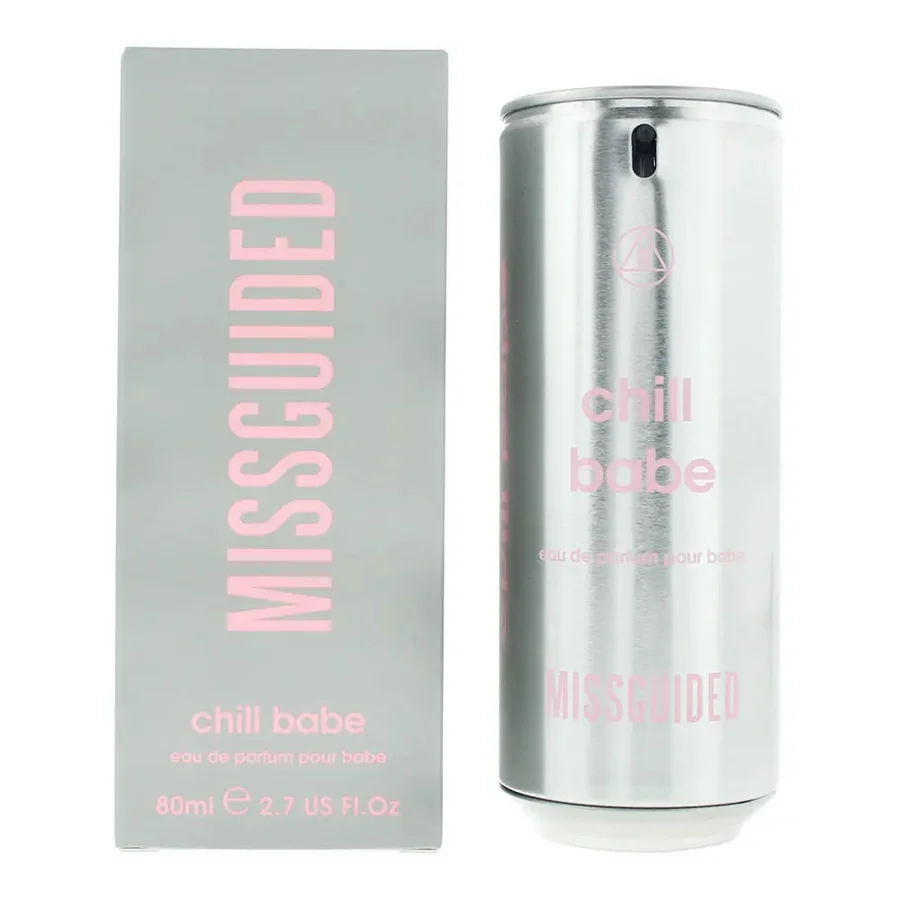 MISSGUIDED
chill babe
eau de parfum pour babe
80ml e 2.7 US Fl.Oz
chill
babe
eau de parfum pour babe
MISSGUIDED